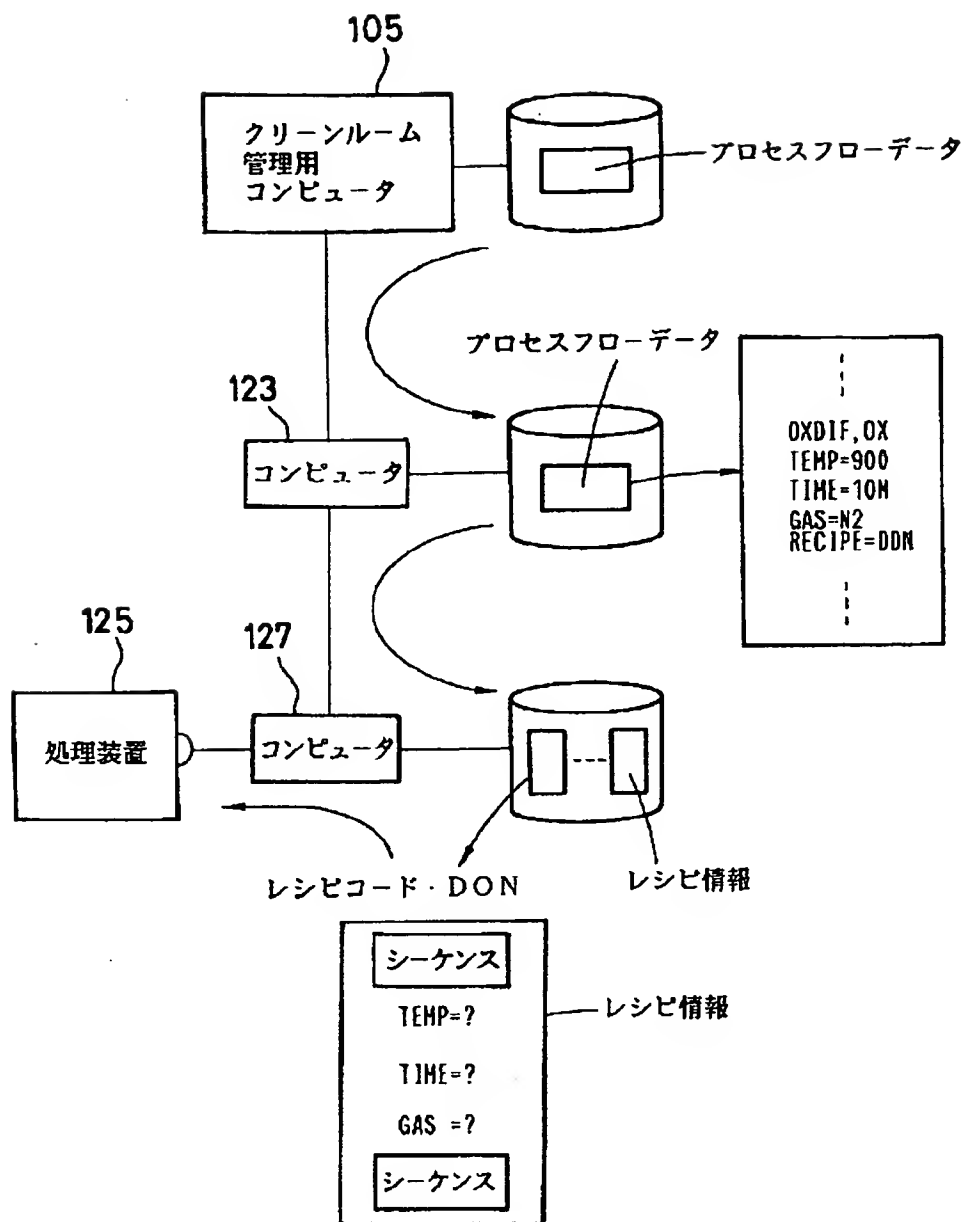 105
クリーンルーム
管理用
コンピュータ
プロセスフローデータ
プロセスフローデータ
123
コンピュータ
OXDIF,OX
TEMP=900
TIME=10M
GAS=N2
RECIPE=DDN
125
127
処理装置
コンピュータ
レシピコード・DON
レシピ情報
シーケンス
TEMP=?
レシピ情報
TIME=?
GAS =?
シーケンス